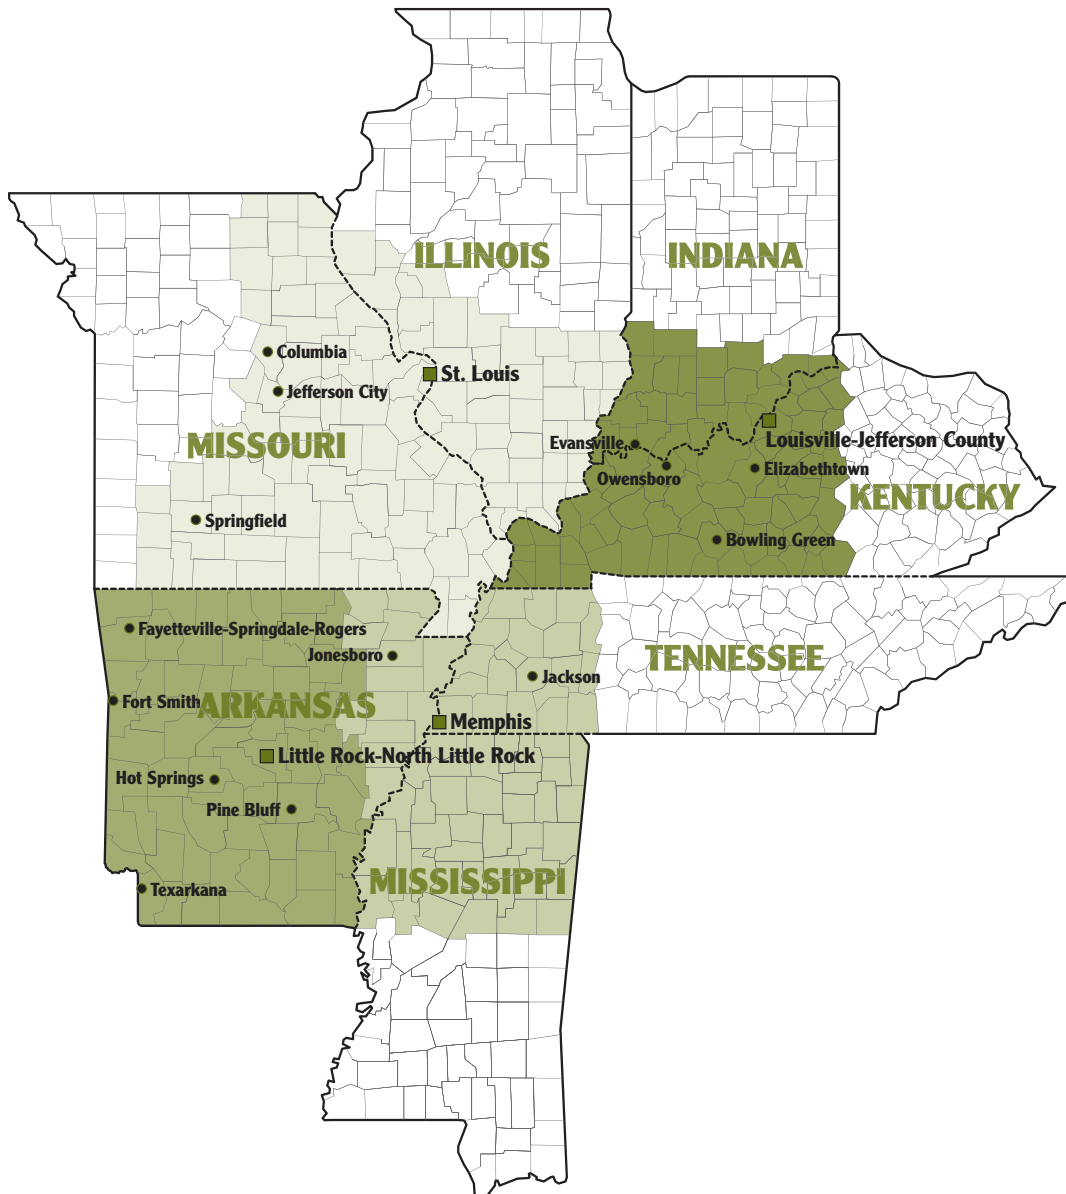 ILLINOIS
INDIANA
Columbia
St. Louis
Jefferson City
MISSOURI
Evansville
Louisville-Jefferson County
Owensboro
Elizabethtown
KENTUCKY
Springfield
Bowling Green
Fayetteville-Springdale-Rogers
Jonesboro
TENNESSEE
Jackson
Fort Smith
ARKANSAS
Memphis
Little Rock-North Little Rock
Hot Springs
Pine Bluff
MISSISSIPPI
Texarkana